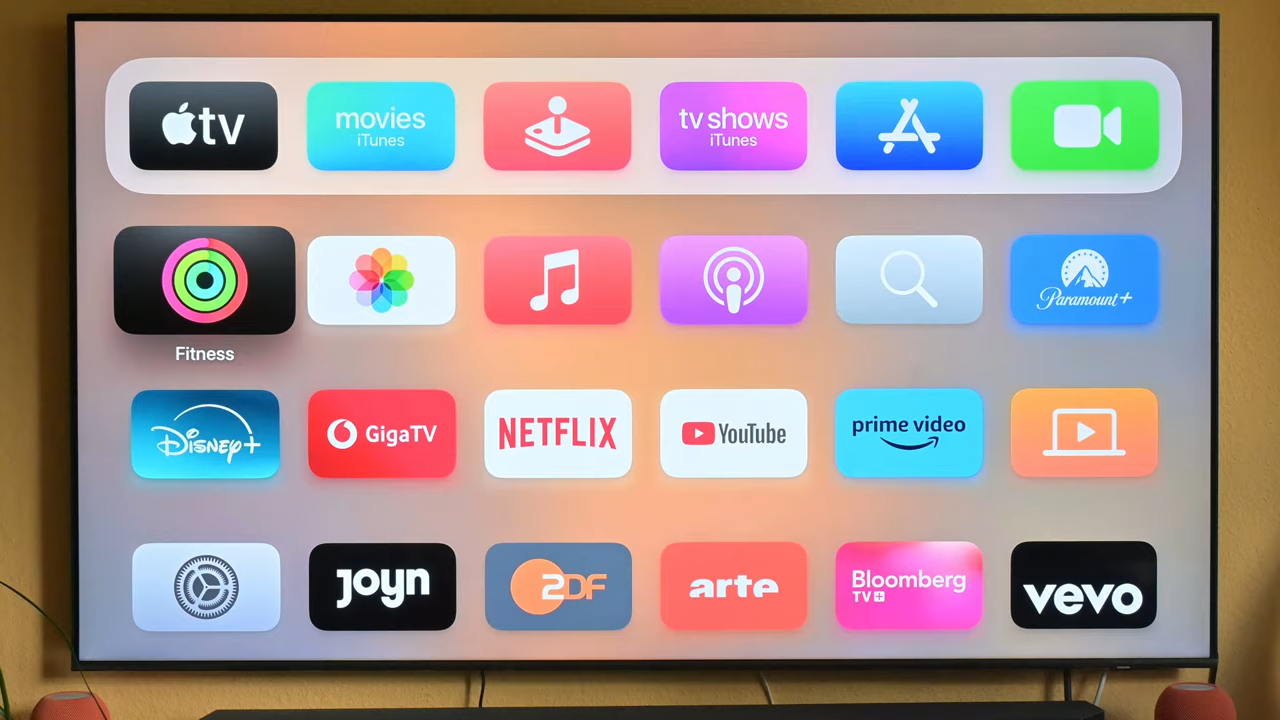 tv
movies
iTunes
tv shows
iTunes
Fitness
Paramount+
Disney+
GigaTV
NETFLIX
YouTube
prime video
joyn
2DF
arte
Bloomberg
TV+
vevo